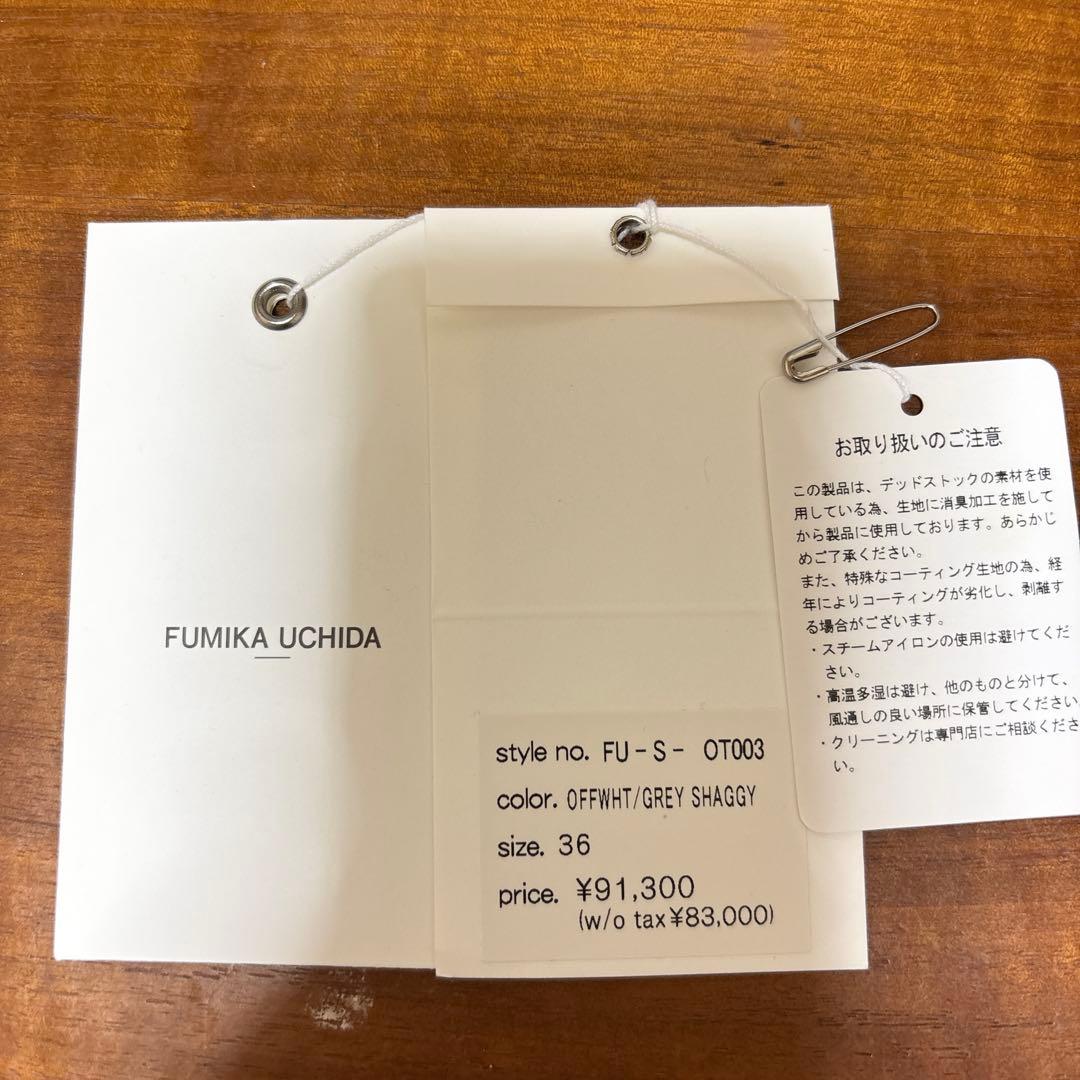 FUMIKA UCHIDA
style no. FU-S- OT003
color. OFFWHT/GREY SHAGGY
size. 36
price. ¥91,300
(w/o tax¥83,000)
お取り扱いのご注意
この製品は、デッドストックの素材を使
用している為、生地に消臭加工を施して
から製品に使用しております。あらかじ
めご了承ください。
また、特殊なコーティング生地の為、経
年によりコーティングが劣化し、剥離す
る場合がございます。
・スチームアイロンの使用は避けてくだ
さい。
・高温多湿は避け、他のものと分けて、
風通しの良い場所に保管してください
・クリーニングは専門店にご相談くださ
い。